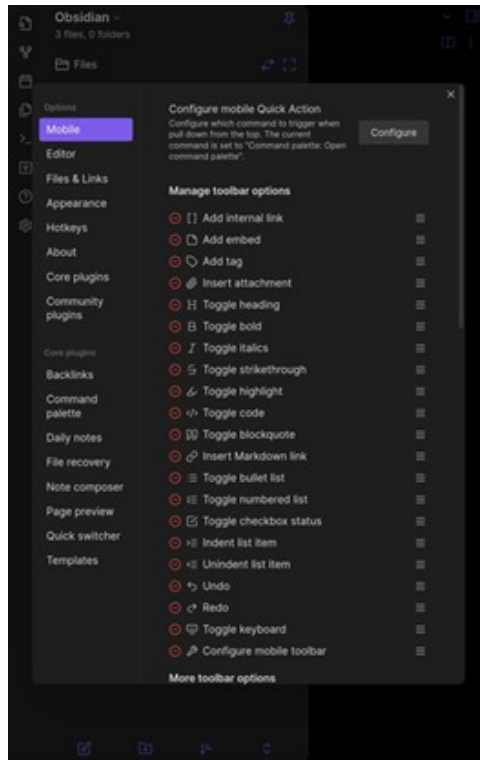 Obsidian
3 files, 0 folders
Files
Options
Mobile
Editor
Files & Links
Appearance
Hotkeys
About
Core plugins
Community
plugins
Core plugins
Backlinks
Command
palette
Daily notes
File recovery
Note composer
Page preview
Quick switcher
Templates
Configure mobile Quick Action
Configure which command to trigger when
pull down from the top. The current
command is set to "Command palette: Open
command palette".
Configure
Manage toolbar options
Add internal link
Add embed
Add tag
Insert attachment
Toggle heading
Toggle bold
Toggle italics
Toggle strikethrough
Toggle highlight
Toggle code
Toggle blockquote
Insert Markdown link
Toggle bullet list
Toggle numbered list
Toggle checkbox status
Indent list item
Unindent list item
Undo
Redo
Toggle keyboard
Configure mobile toolbar
More toolbar options